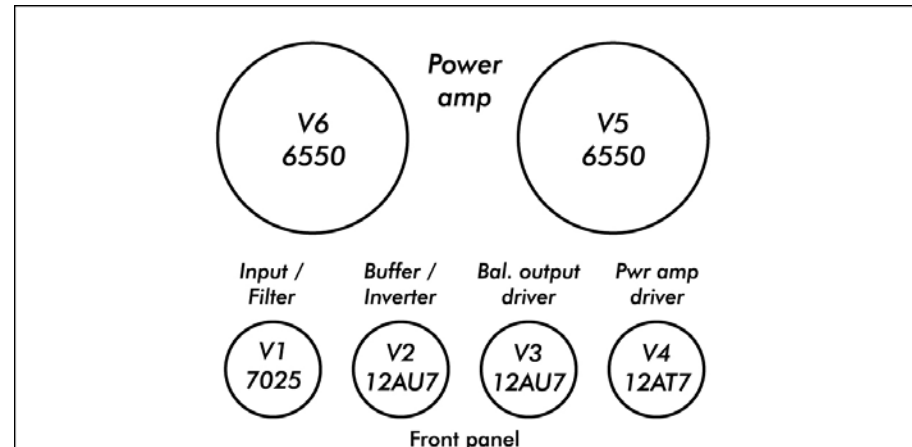 Power
amp
V6
6550
V5
6550
Input /
Filter
Buffer /
Inverter
Bal. output
driver
Pwr amp
driver
V1
7025
V2
12AU7
V3
12AU7
V4
12AT7
Front panel